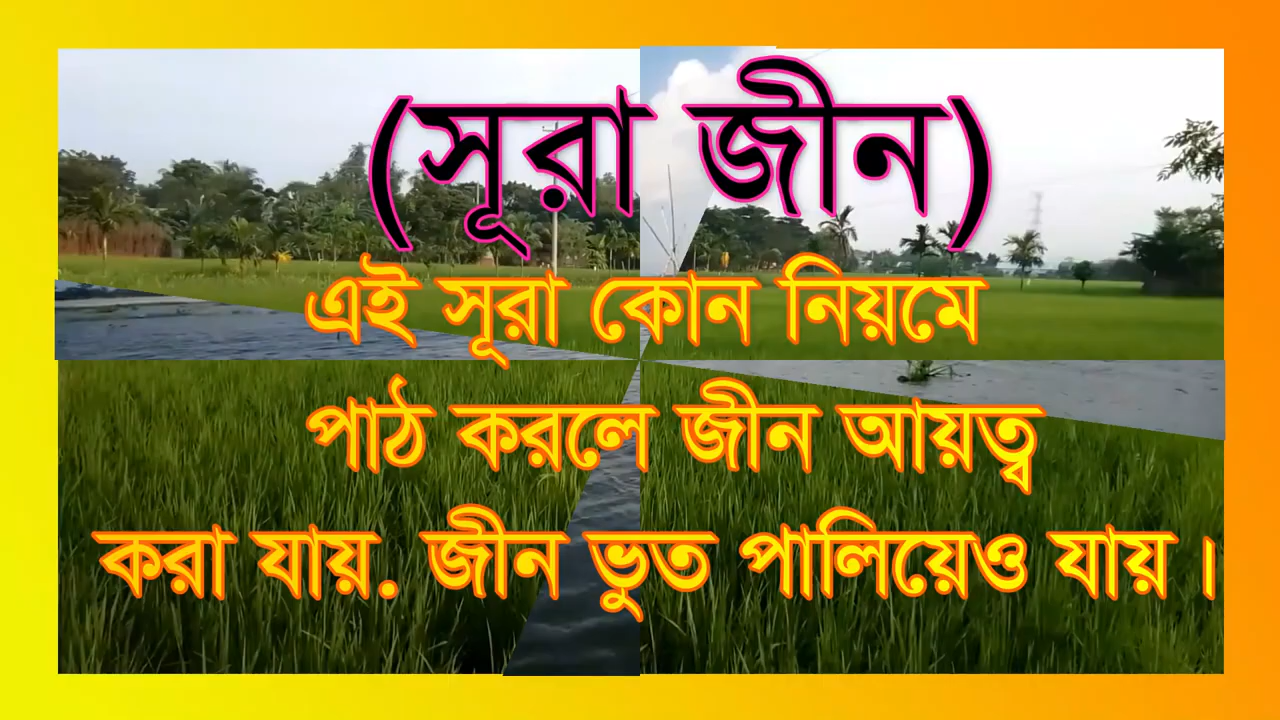 (সূরা জীন)
এই সূরা কোন নিয়মে
পাঠ করলে জীন আয়ত্ব
করা যায়. জীন ভুত পালিয়েও যায়।